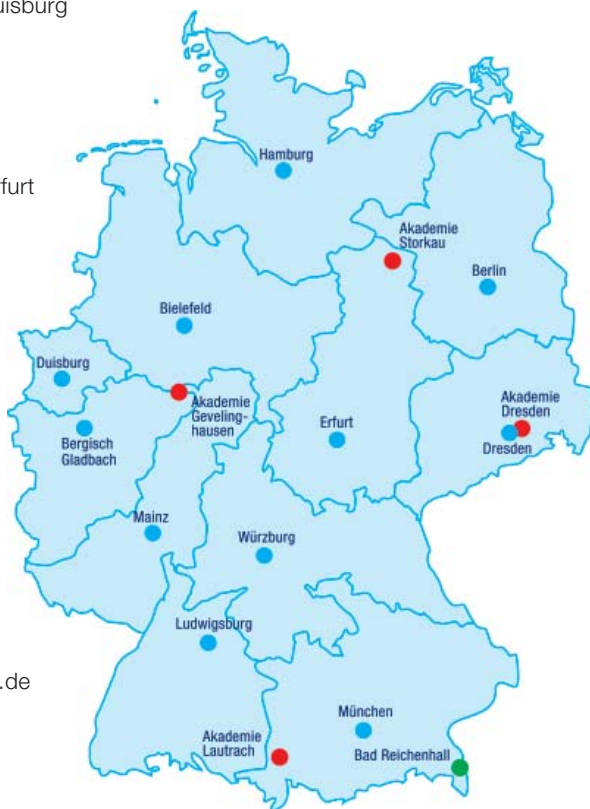 uisburg
Hamburg
furt
Akademie
Storkau
Berlin
Bielefeld
Duisburg
Akademie
Geveling-
hausen
Akademie
Dresden
Erfurt
Bergisch
Gladbach
Dresden
Mainz
Würzburg
Ludwigsburg
.de
München
Akademie
Lautrach
Bad Reichenhall